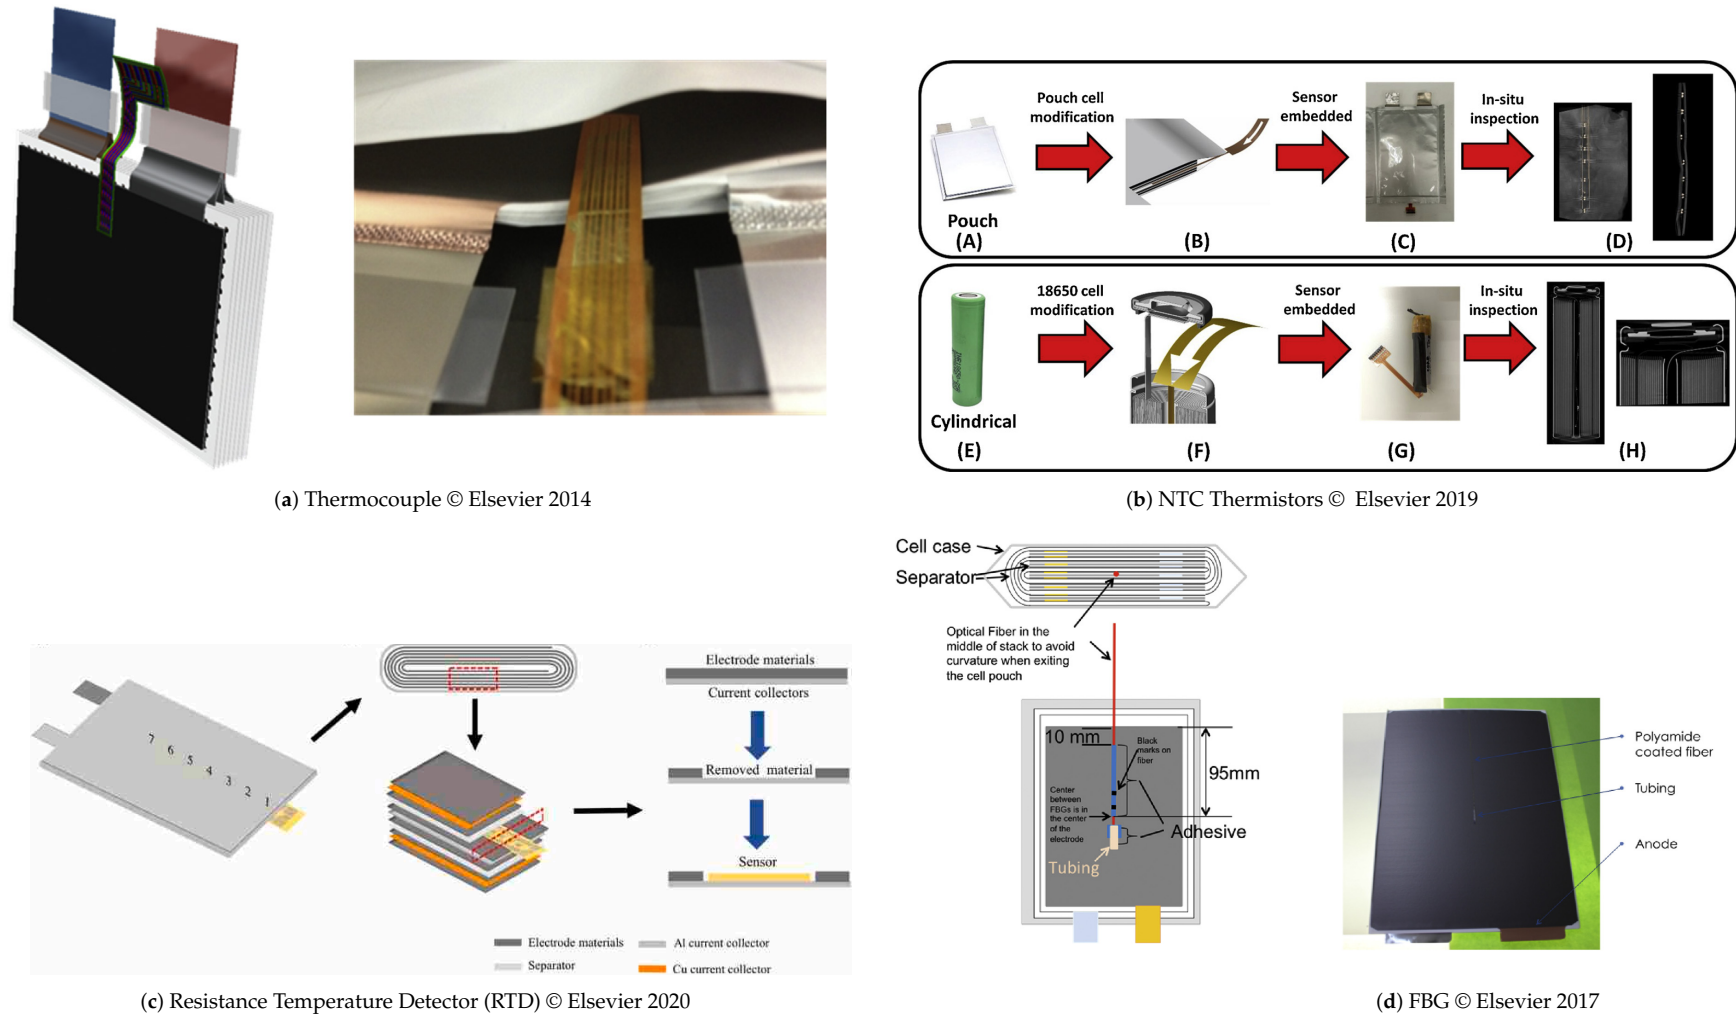 Pouch cell
modification
Sensor
embedded
In-situ
inspection
Pouch
(A)
(B)
(C)
(D)
18650 cell
modification
Sensor
embedded
In-situ
inspection
Cylindrical
(E)
(F)
(G)
(H)
(a) Thermocouple © Elsevier 2014
(b) NTC Thermistors © Elsevier 2019
7 6 5 4 3 2 1
Electrode materials
Current collectors
Removed material
Sensor
Electrode materials
Al current collector
Separator
Cu current collector
Cell case
Separator
Optical Fiber in the
middle of stack to avoid
curvature when exiting
the cell pouch
10 mm
Black
marks on
fiber
95mm
Center
between
FBGs is in
the center
of the
electrode
Adhesive
Tubing
Polyamide
coated fiber
Tubing
Anode
(c) Resistance Temperature Detector (RTD) © Elsevier 2020
(d) FBG © Elsevier 2017